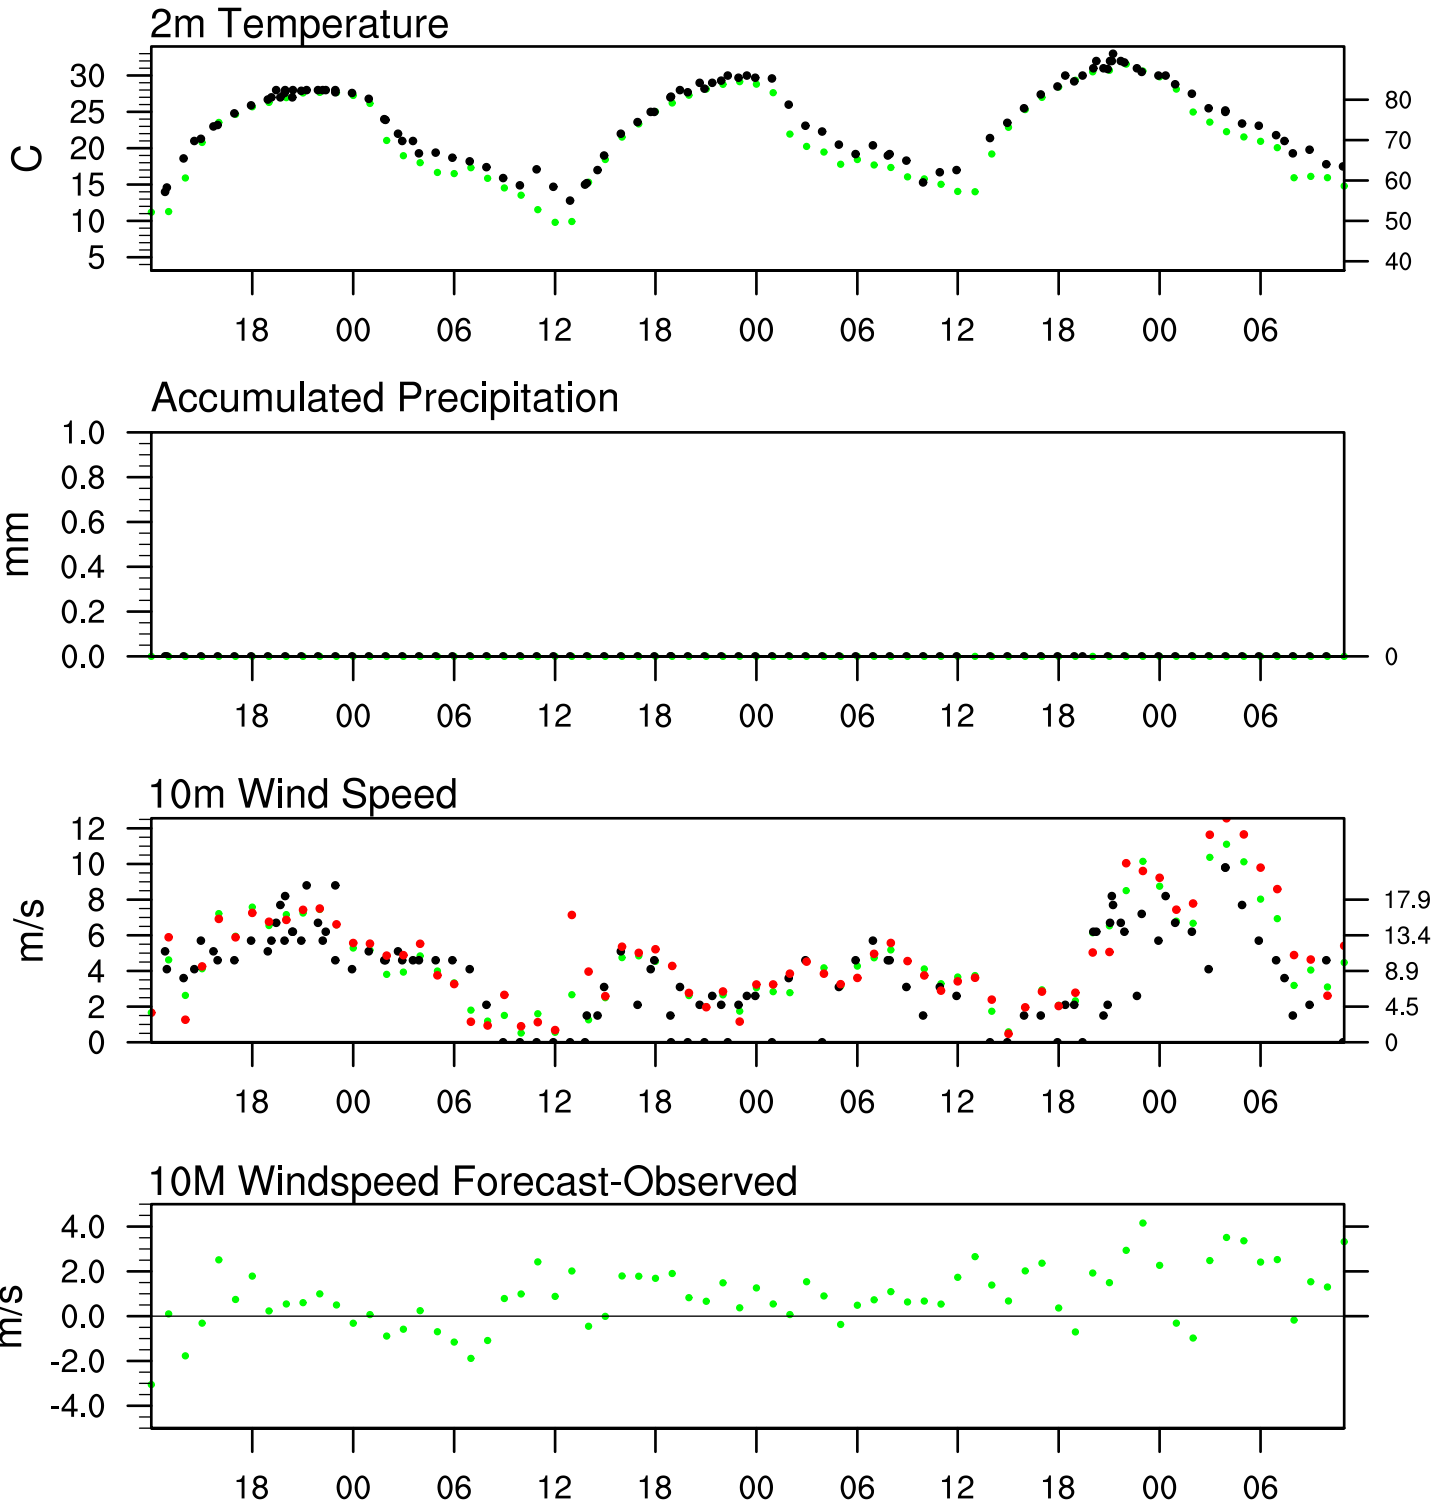 2m Temperature
30
25
20
15
10
5
C
80
70
60
50
40
18 00 06 12 18 00 06 12 18 00 06
Accumulated Precipitation
1.0
0.8
0.6
0.4
0.2
0.0
mm
0
18 00 06 12 18 00 06 12 18 00 06
10m Wind Speed
12
10
8
6
4
2
0
m/s
17.9
13.4
8.9
4.5
0
18 00 06 12 18 00 06 12 18 00 06
10M Windspeed Forecast-Observed
4.0
2.0
0.0
-2.0
-4.0
m/s
18 00 06 12 18 00 06 12 18 00 06